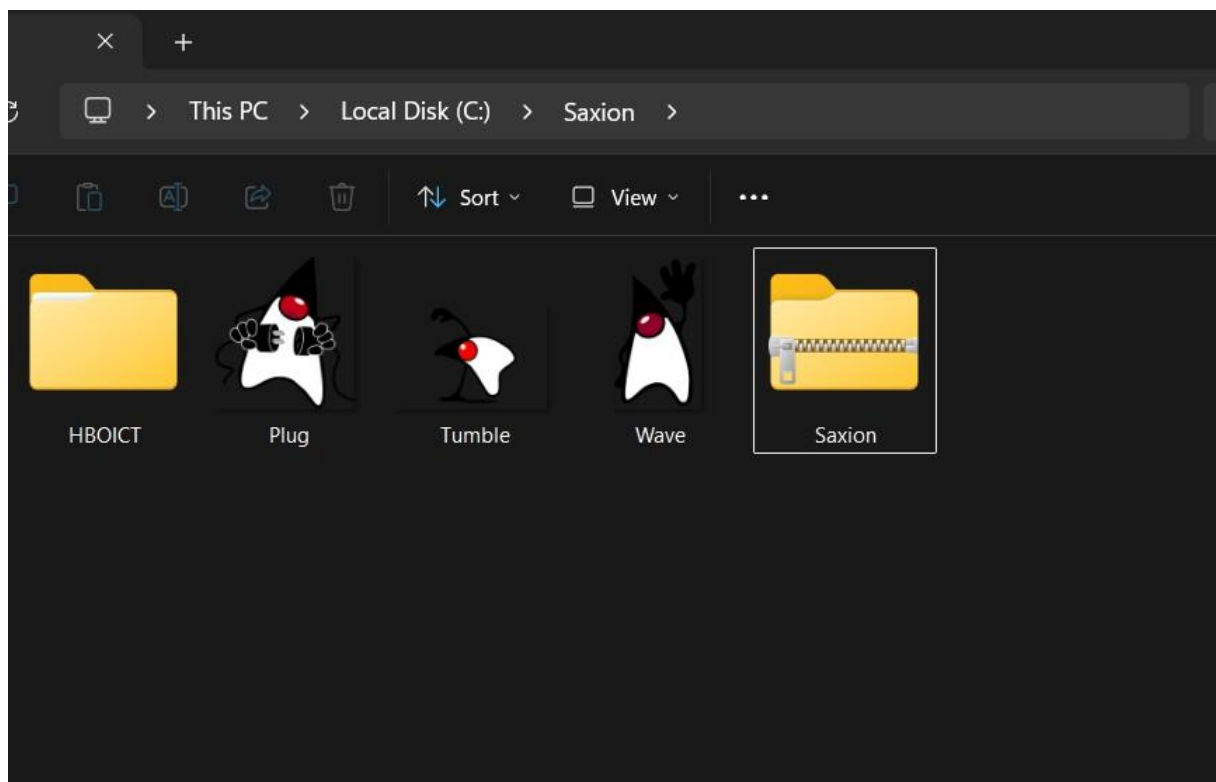 This PC > Local Disk (C:) > Saxion >
Sort View
HBOICT Plug Tumble Wave Saxion